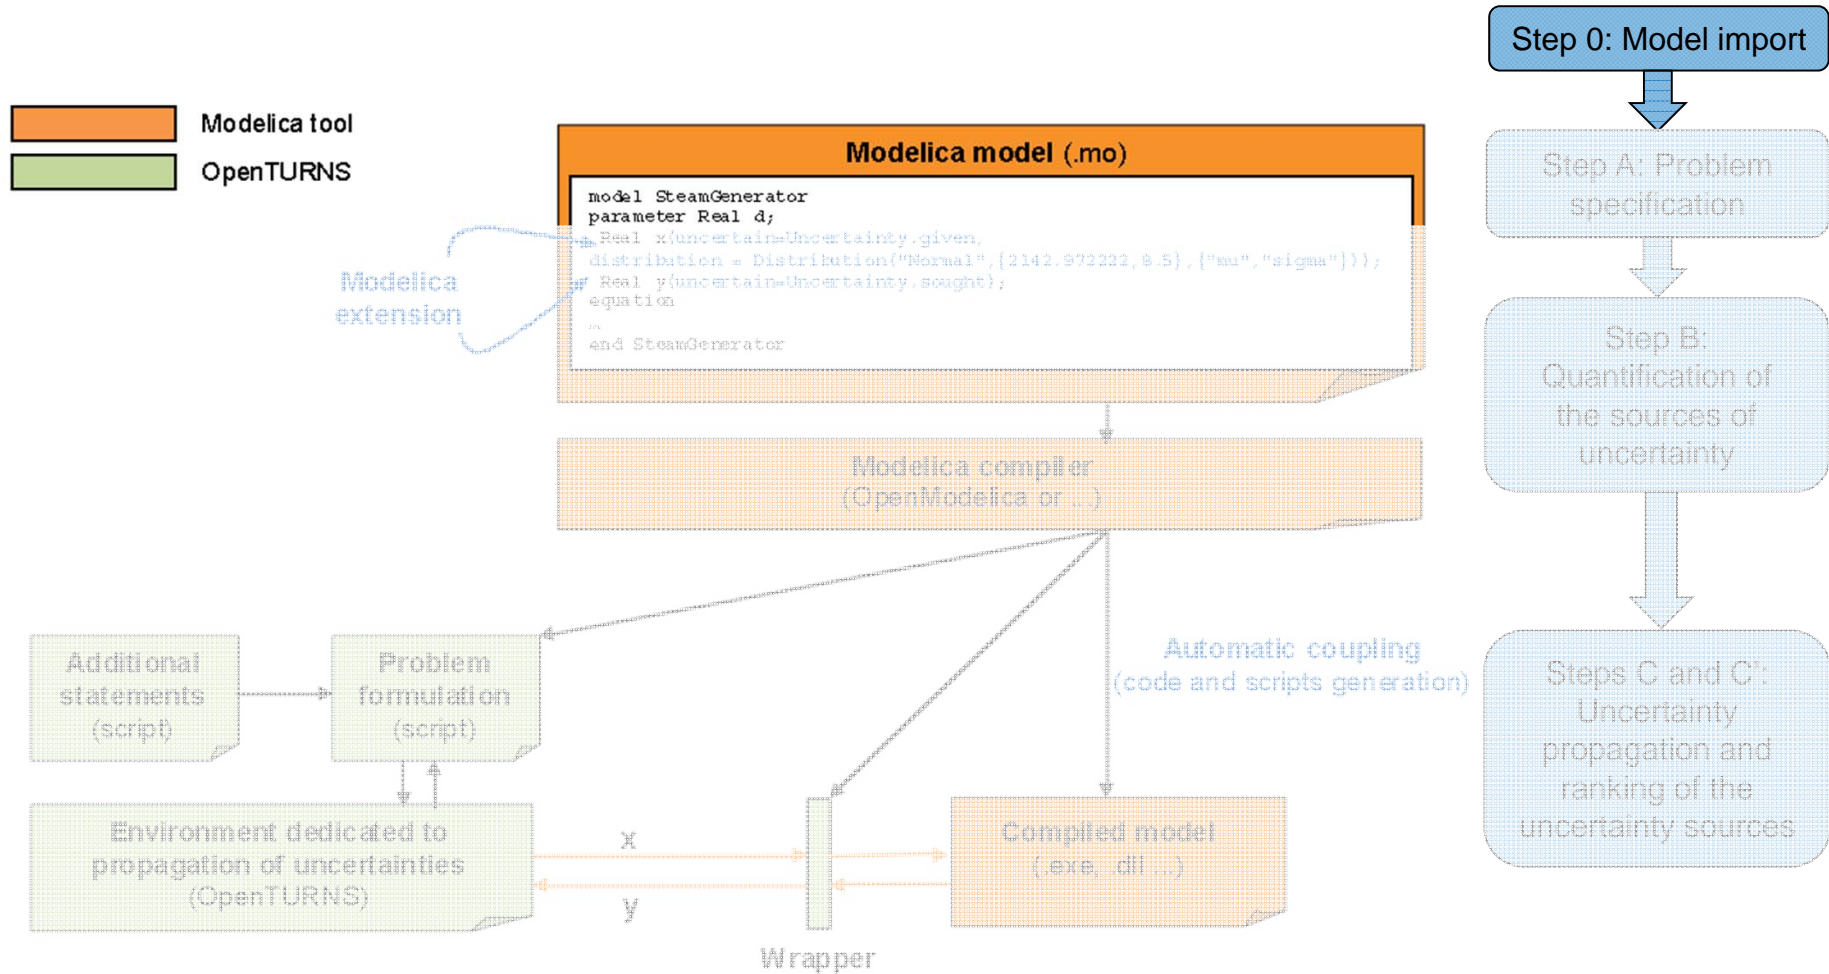 Step 0: Model import
Modelica tool
OpenTURNS
Modelica model (.mo)
model SteamGenerator
parameter Real d;
Real x(uncertain=Uncertainty.given,
distribution = Distribution("Normal",{2142.972222,8.5},{"mu","sigma"}));
Real y(uncertain=Uncertainty.sought);
equation
…
end SteamGenerator
Modelica
extension
Modelica compiler
(OpenModelica or ...)
Additional
statements
(script)
Problem
formulation
(script)
Automatic coupling
(code and scripts generation)
Environment dedicated to
propagation of uncertainties
(OpenTURNS)
x
y
Wrapper
Compiled model
(.exe, .dll ...)
Step A: Problem
specification
Step B:
Quantification of
the sources of
uncertainty
Steps C and C':
Uncertainty
propagation and
ranking of the
uncertainty sources